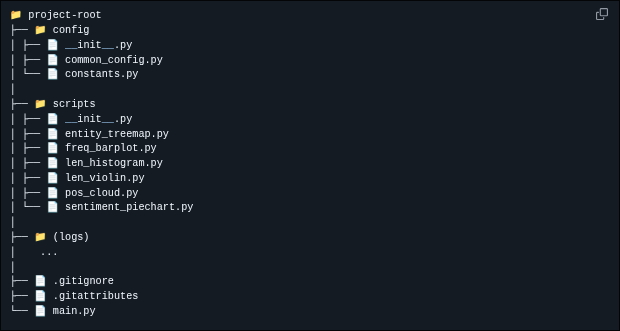 📁 project-root
├── 📁 config
│ ├── 📄 __init__.py
│ ├── 📄 common_config.py
│ └── 📄 constants.py
│
├── 📁 scripts
│ ├── 📄 __init__.py
│ ├── 📄 entity_treemap.py
│ ├── 📄 freq_barplot.py
│ ├── 📄 len_histogram.py
│ ├── 📄 len_violin.py
│ ├── 📄 pos_cloud.py
│ └── 📄 sentiment_piechart.py
│
├── 📁 (logs)
│    ...
│
├── 📄 .gitignore
├── 📄 .gitattributes
└── 📄 main.py